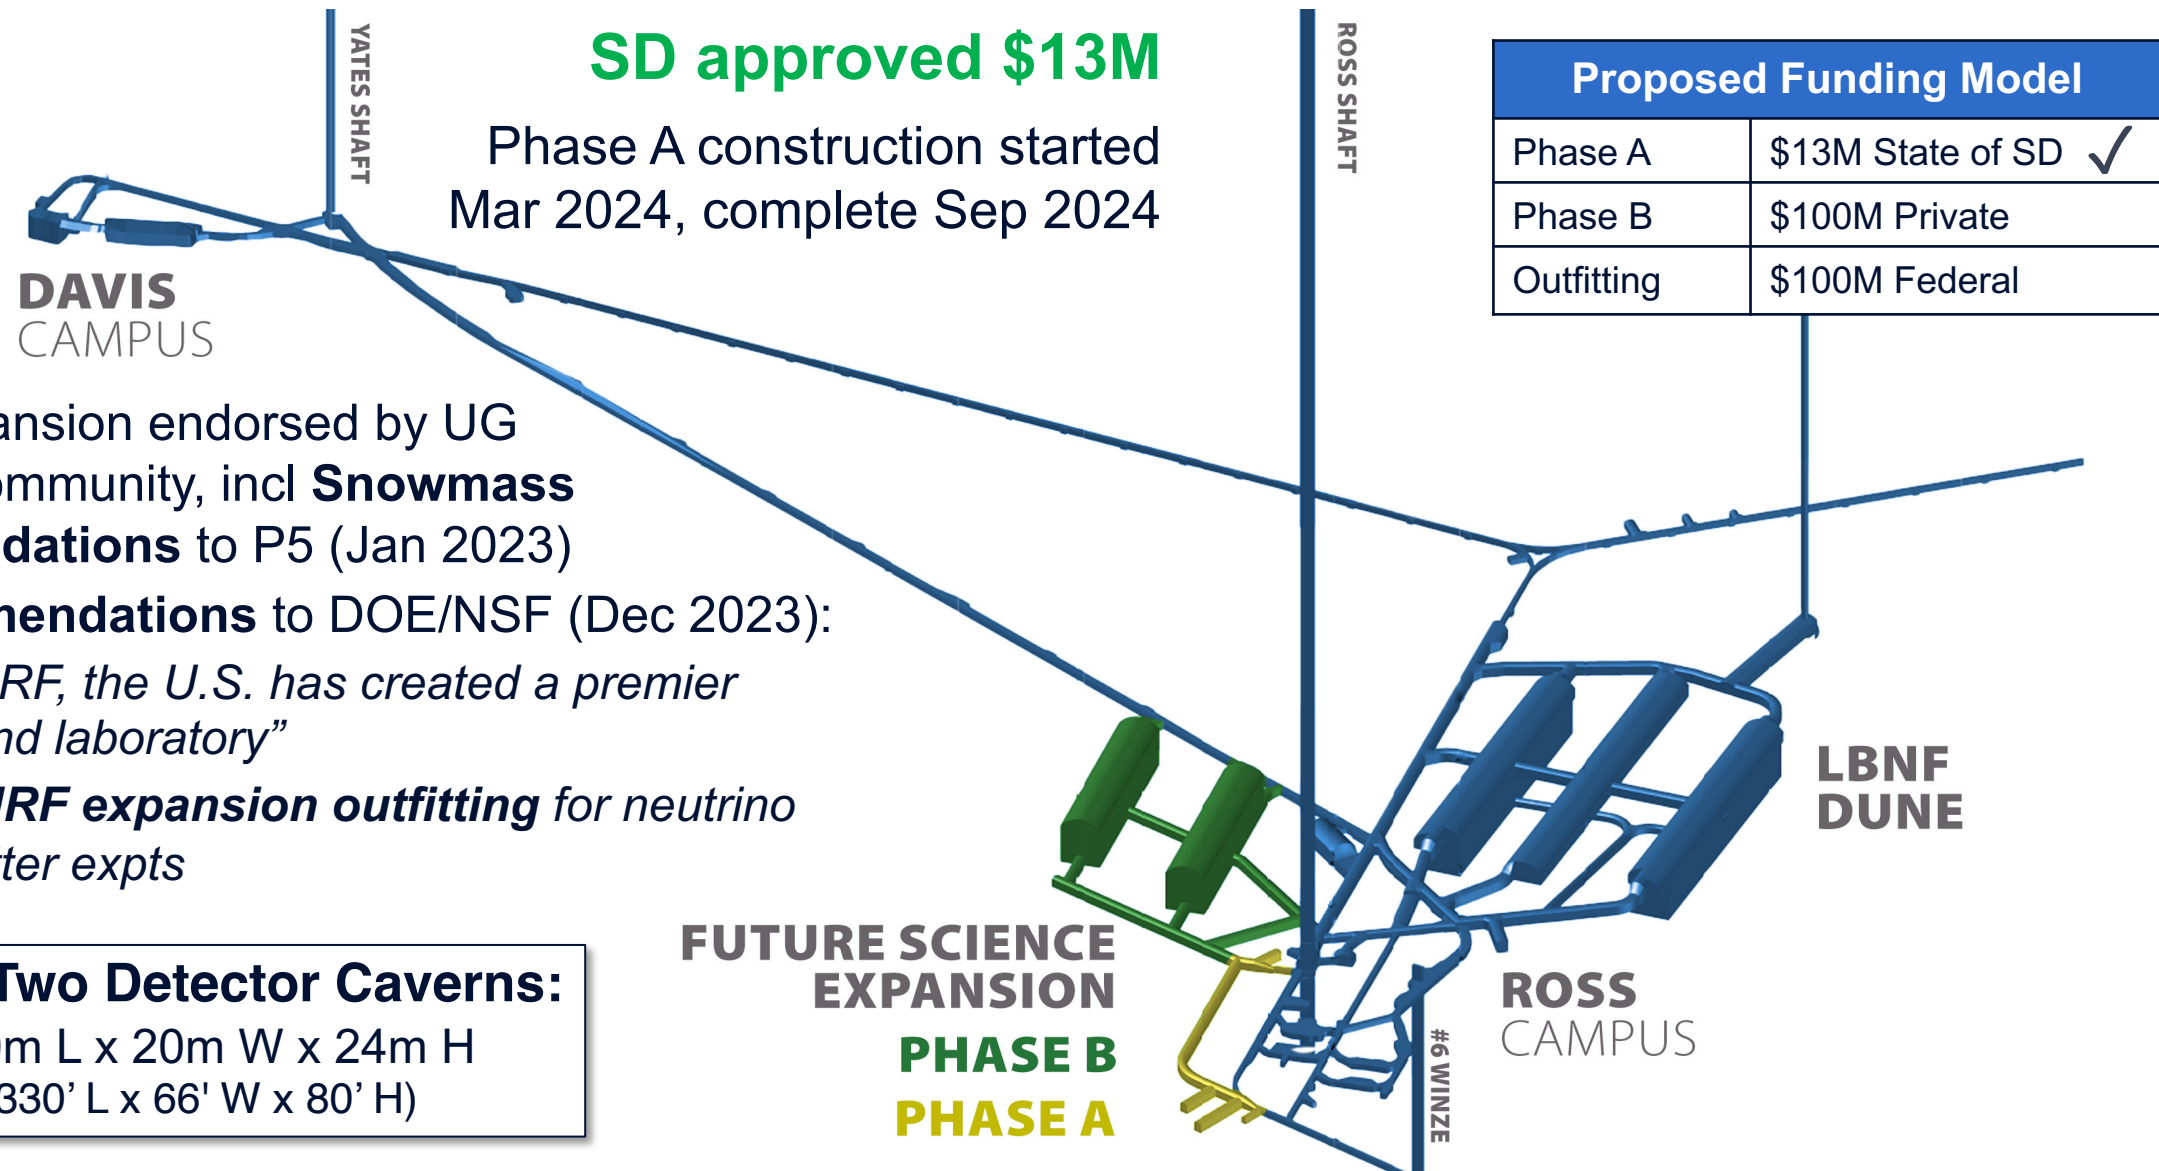 YATES SHAFT
SD approved $13M
Phase A construction started
Mar 2024, complete Sep 2024
ROSS SHAFT
Proposed Funding Model
Phase A $13M State of SD ✓
Phase B $100M Private
Outfitting $100M Federal
DAVIS
CAMPUS
ansion endorsed by UG
ommunity, incl Snowmass
dations to P5 (Jan 2023)
nendations to DOE/NSF (Dec 2023):
RF, the U.S. has created a premier
nd laboratory”
RF expansion outfitting for neutrino
tter expts
LBNF
DUNE
Two Detector Caverns:
m L x 20m W x 24m H
330’ L x 66' W x 80’ H)
FUTURE SCIENCE
EXPANSION
PHASE B
PHASE A
ROSS
CAMPUS
#6 WINZE